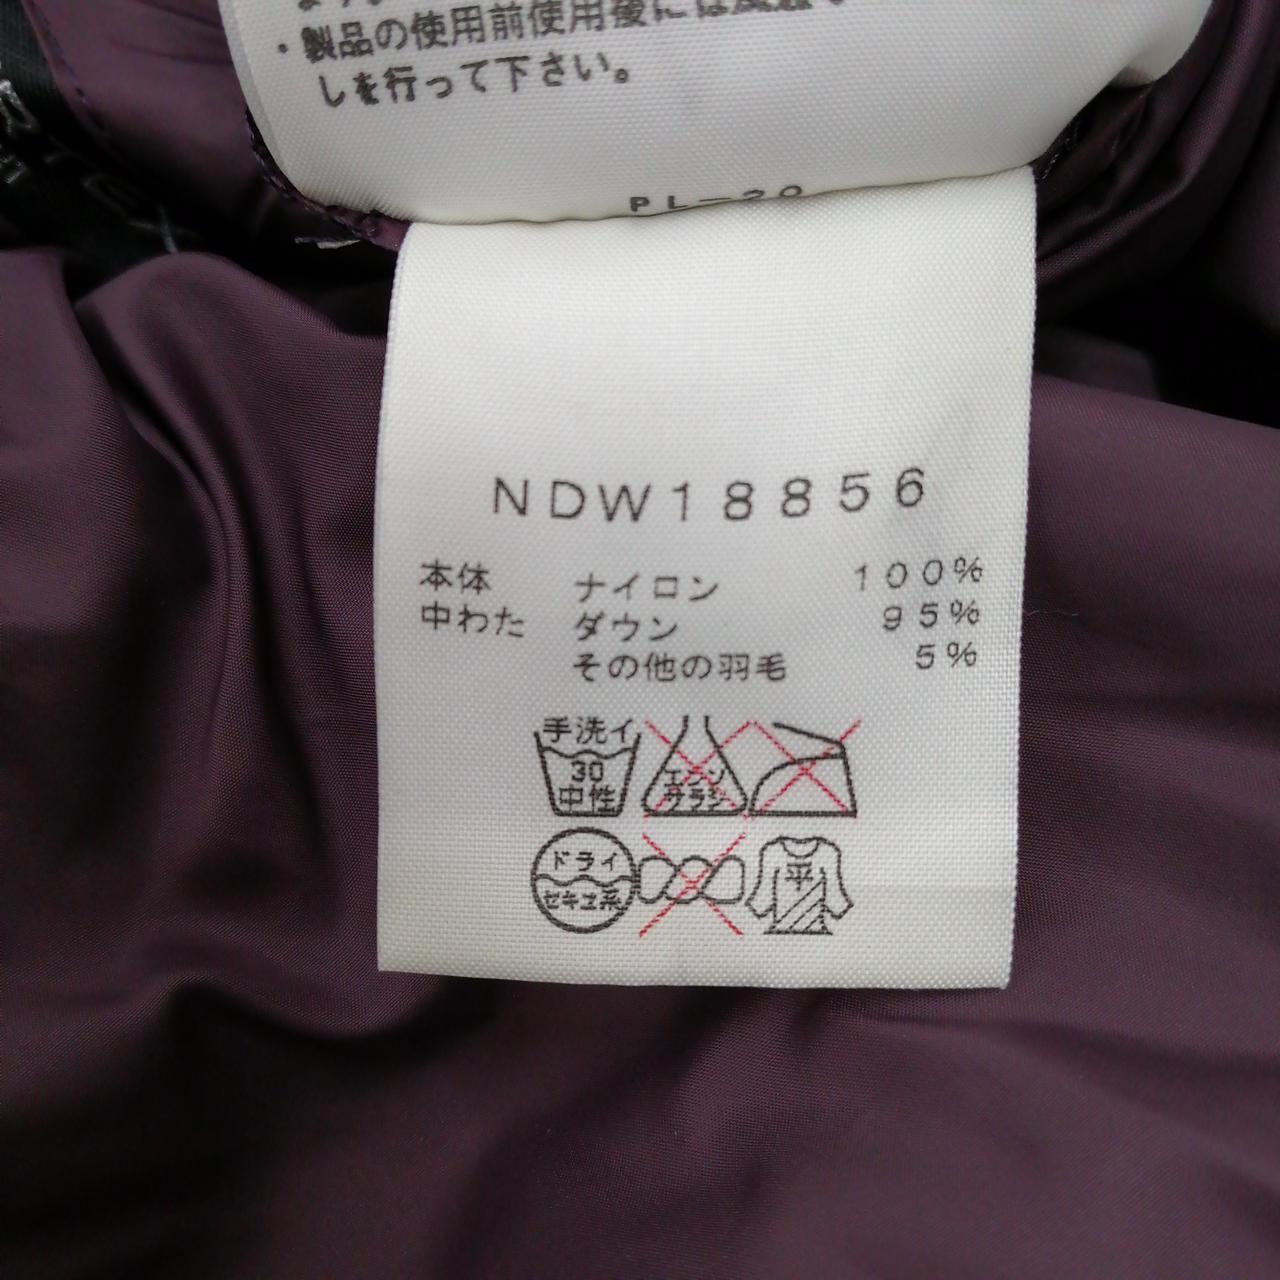 ・製品の使用前使用後には
しを行って下さい。
PL-20
NDW18856
本体 ナイロン 100%
中わた ダウン 95%
その他の羽毛 5%
手洗イ
30
中性
エンソ
サラシ
ドライ
セキユ系
平